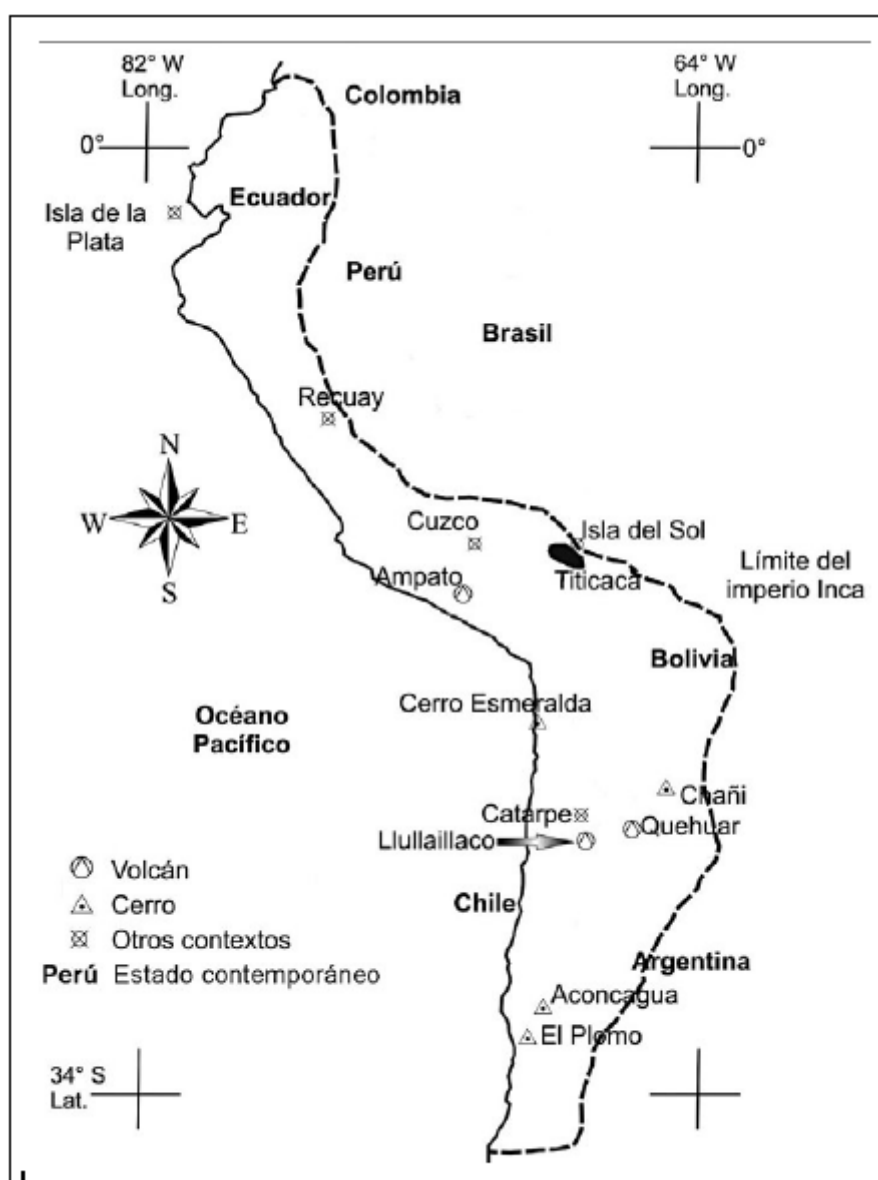 82° W
Long.
64° W
Long.
Colombia
0°
0°
Ecuador
Isla de la
Plata
Perú
Brasil
Recuay
N
W
E
S
Cuzco
Isla del Sol
Ampato
Titicaca
Límite del
imperio Inca
Bolivia
Océano
Pacífico
Cerro Esmeralda
Chañi
Catarpe
Quehuar
Llullaillaco
Volcán
Cerro
Chile
Otros contextos
Perú Estado contemporáneo
Argentina
Aconcagua
El Plomo
34° S
Lat.